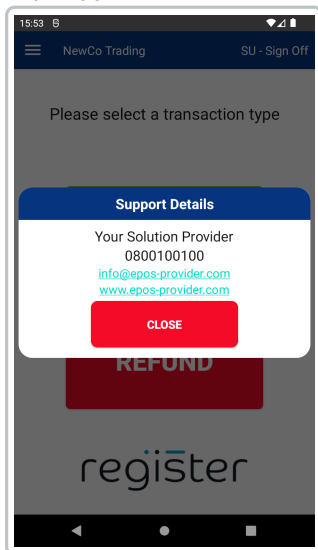 15:53
NewCo Trading
SU - Sign Off
Please select a transaction type
Support Details
Your Solution Provider
0800100100
info@epos-provider.com
www.epos-provider.com
CLOSE
REFUND
register